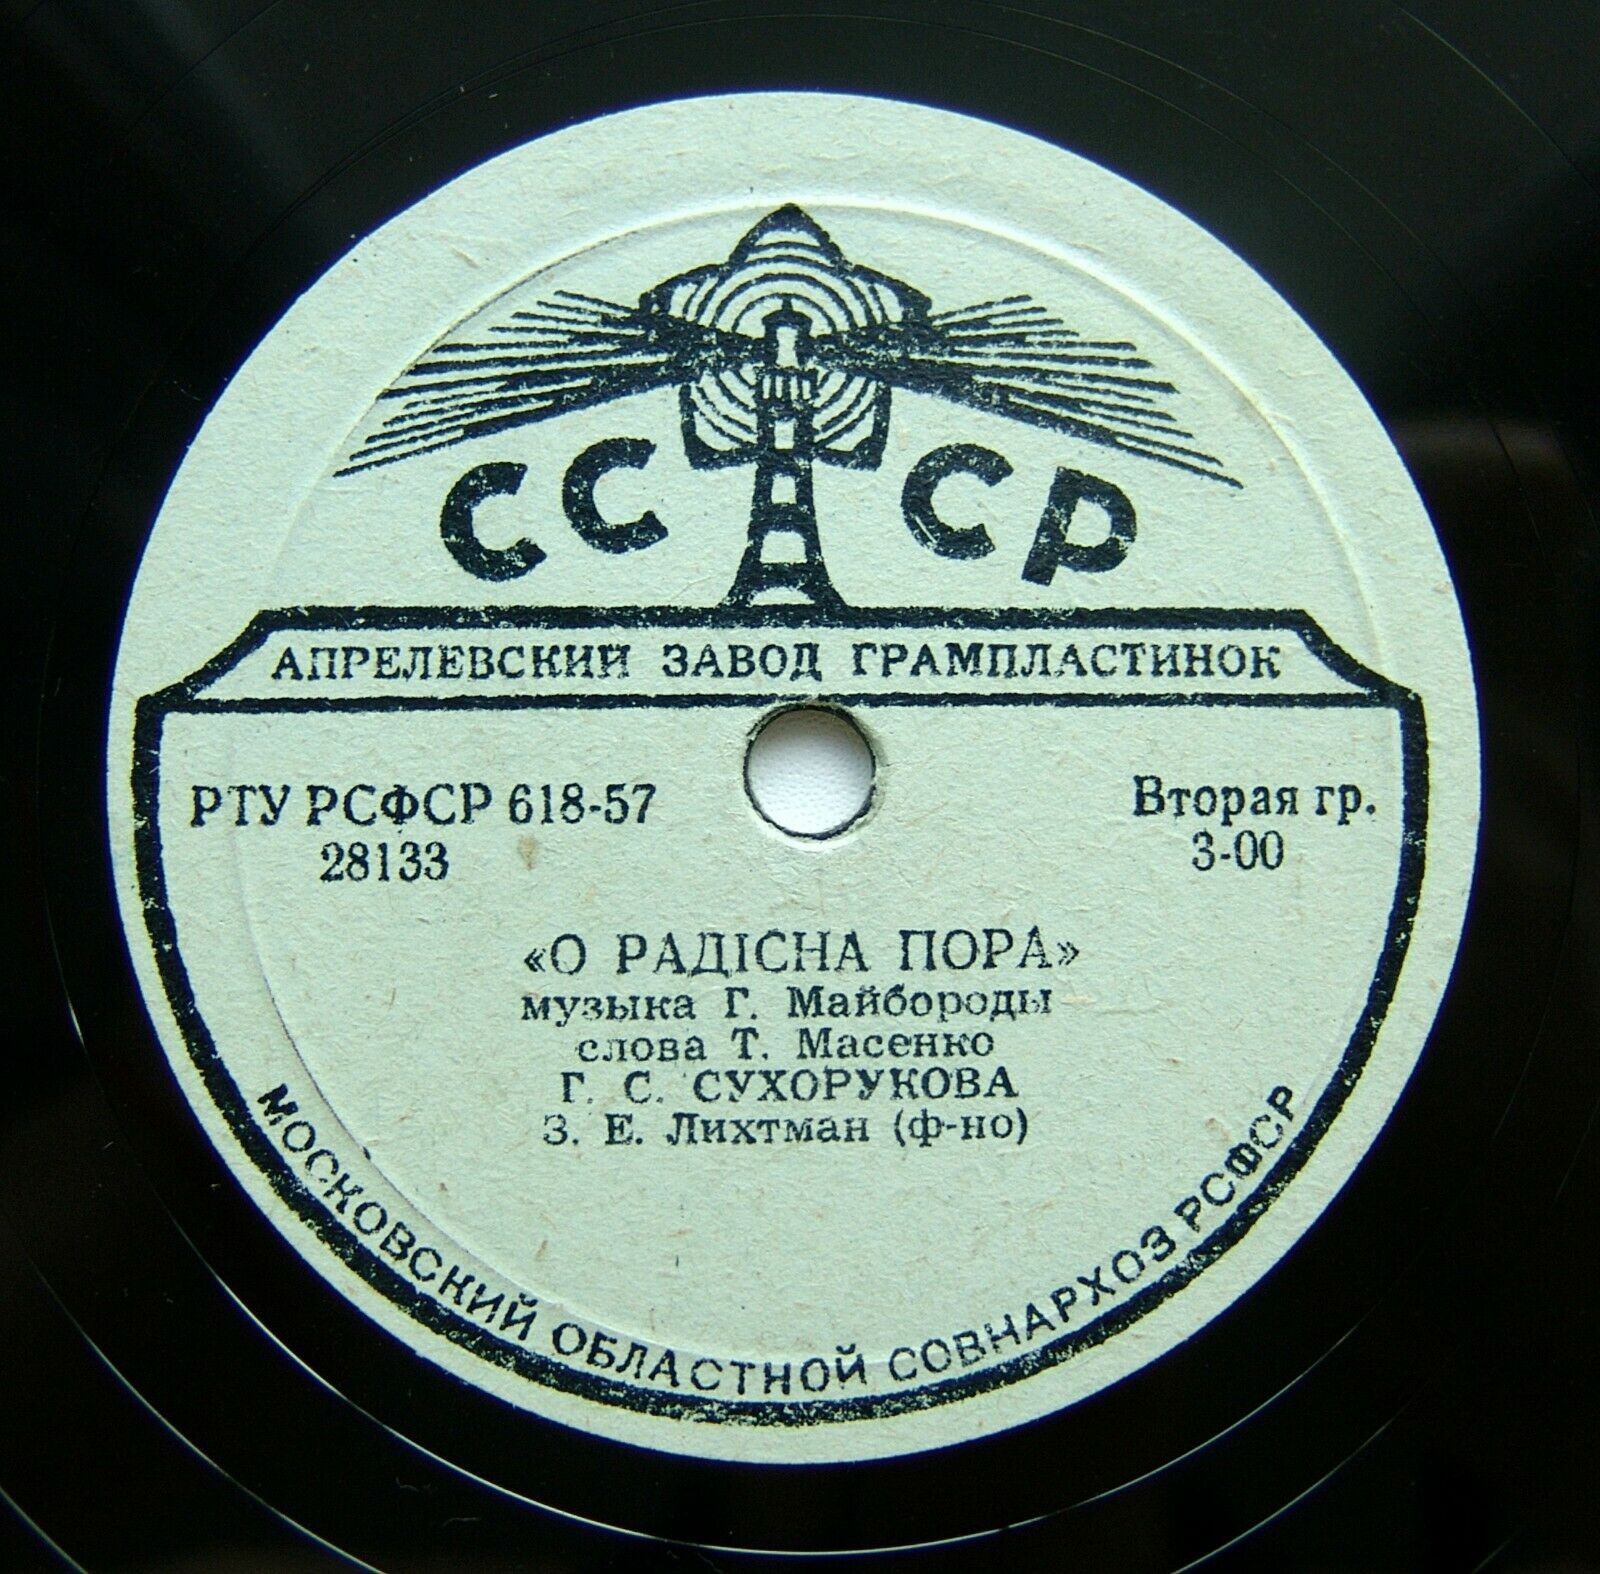 СССР
АПРЕЛЕВСКИЙ ЗАВОД ГРАМПЛАСТИНОК
РТУ РСФСР 618-57
28133
Вторая гр.
3-00
«О РАДІСНА ПОРА»
музыка Г. Майбороды
слова Т. Масенко
Г. С. СУХОРУКОВА
З. Е. Лихтман (ф-но)
МОСКОВСКИЙ ОБЛАСТНОЙ СОВНАРХОЗ РСФСР